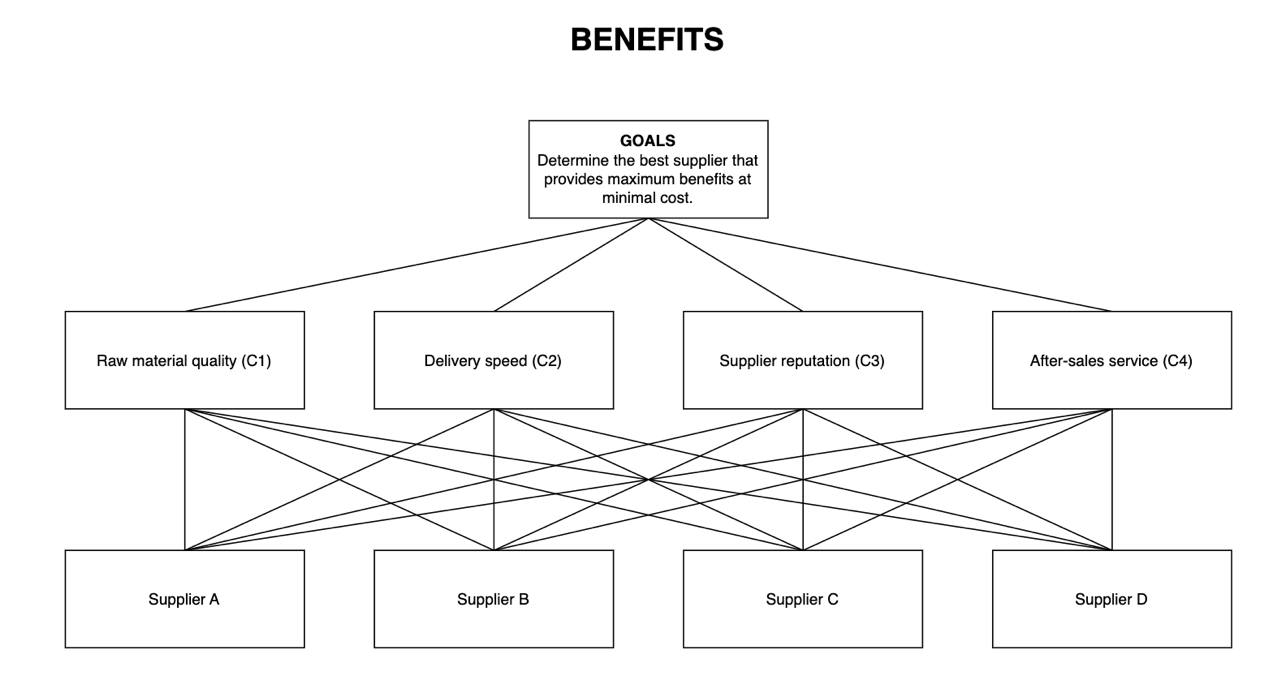 BENEFITS
GOALS
Determine the best supplier that
provides maximum benefits at
minimal cost.
Raw material quality (C1)
Delivery speed (C2)
Supplier reputation (C3)
After-sales service (C4)
Supplier A
Supplier B
Supplier C
Supplier D